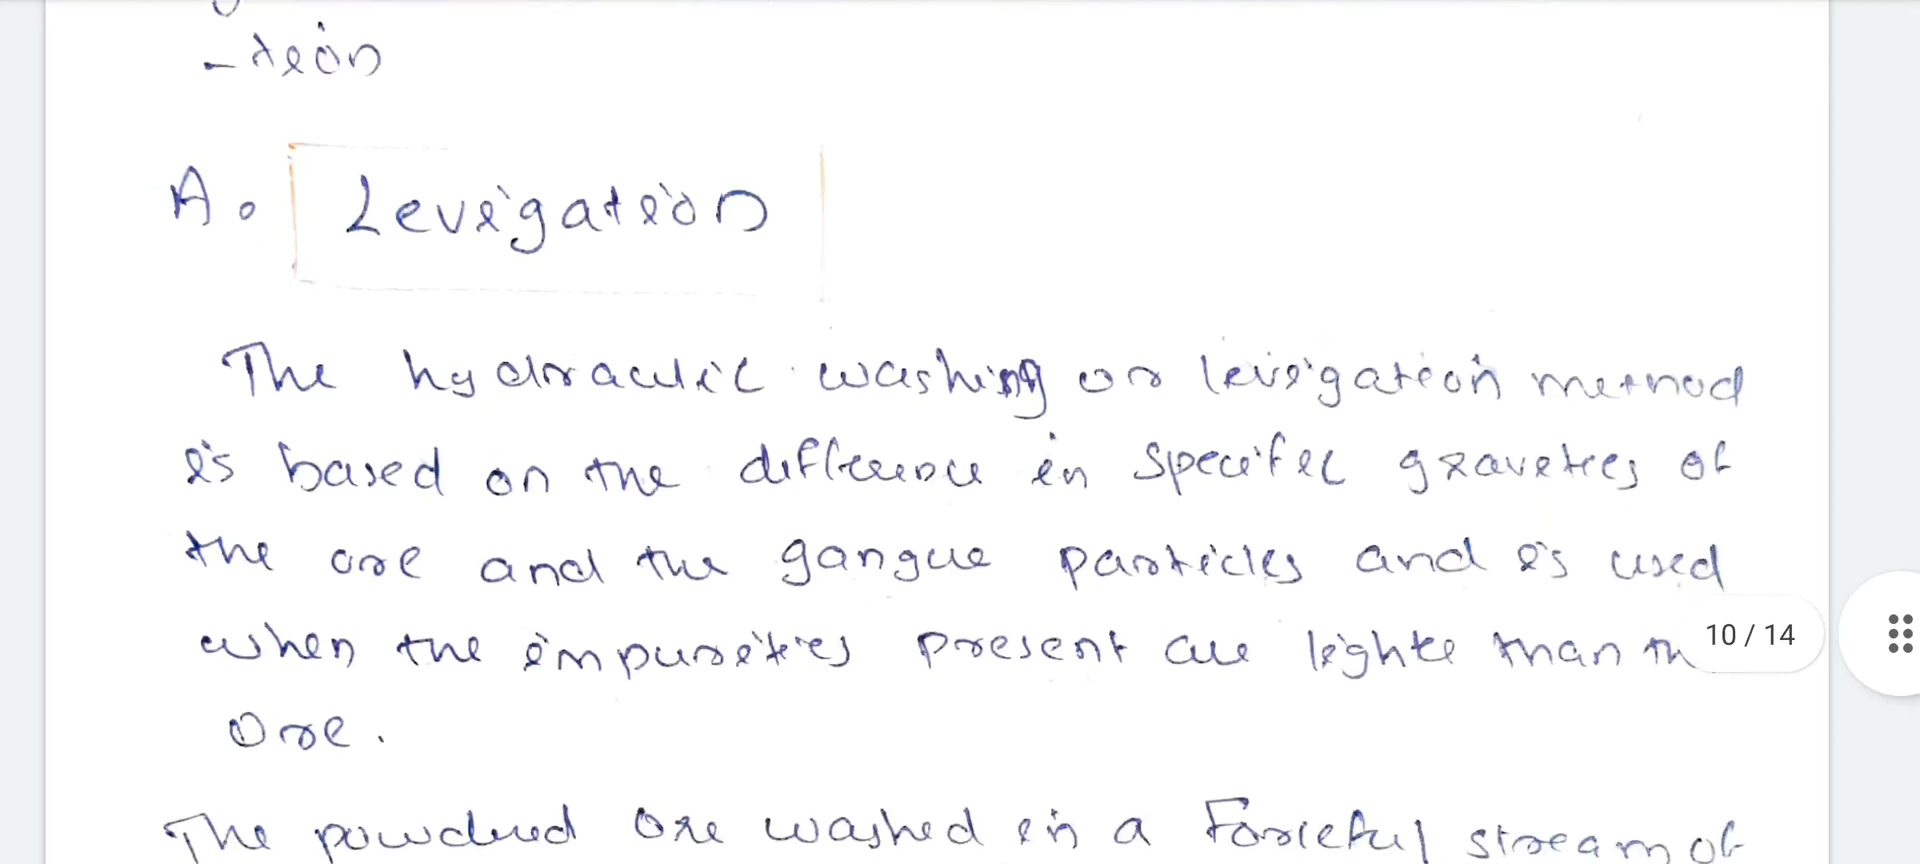 -tion
A. Levigation
The hydraulic washing or levigation method
is based on the difference in Specific gravities of
the ore and the gangue particles and is used
when the impurities present are lighte than th
10 / 14
Ore.
The powdered Ore washed in a Forceful stream of